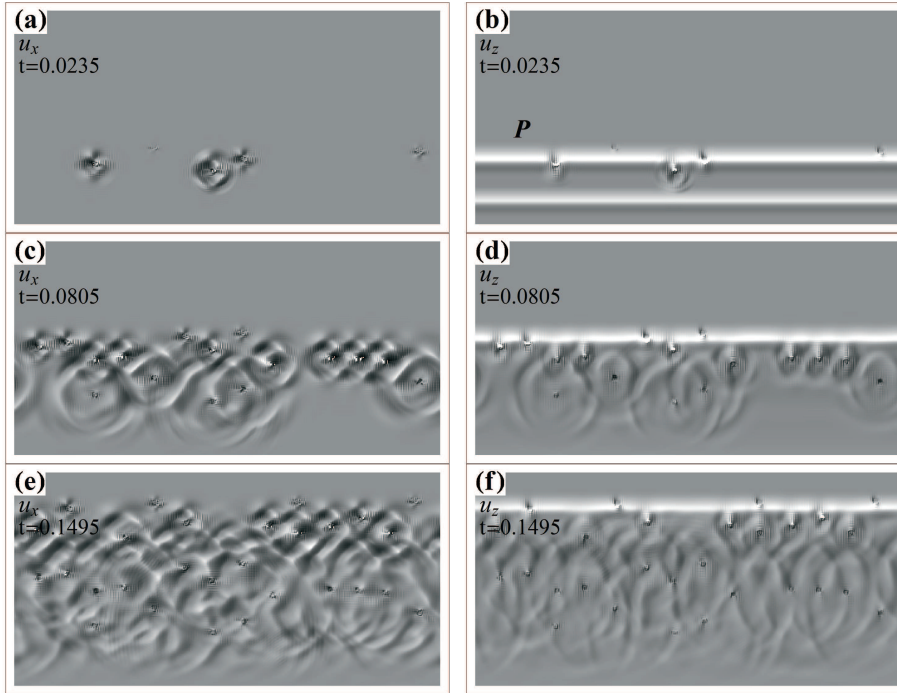 (a)
u_x
t=0.0235
(b)
u_z
t=0.0235
P
(c)
u_x
t=0.0805
(d)
u_z
t=0.0805
(e)
u_x
t=0.1495
(f)
u_z
t=0.1495